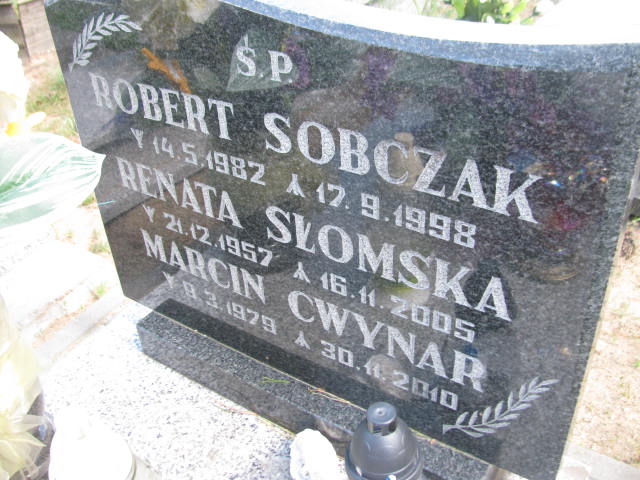 Ś.P.
ROBERT SOBCZAK
14.5.1982 17.9.1998
RENATA SŁOMSKA
21.12.1957 16.11.2005
MARCIN CWYNAR
9.3.1979 30.11.2010